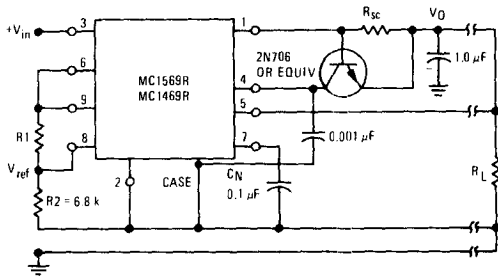 +Vin
3
1
Rsc
VO
6
MC1569R
MC1469R
2N706
OR EQUIV
1.0 μF
4
9
5
R1
8
7
0.001 μF
Vref
2
CASE
CN
0.1 μF
RL
R2 = 6.8 k